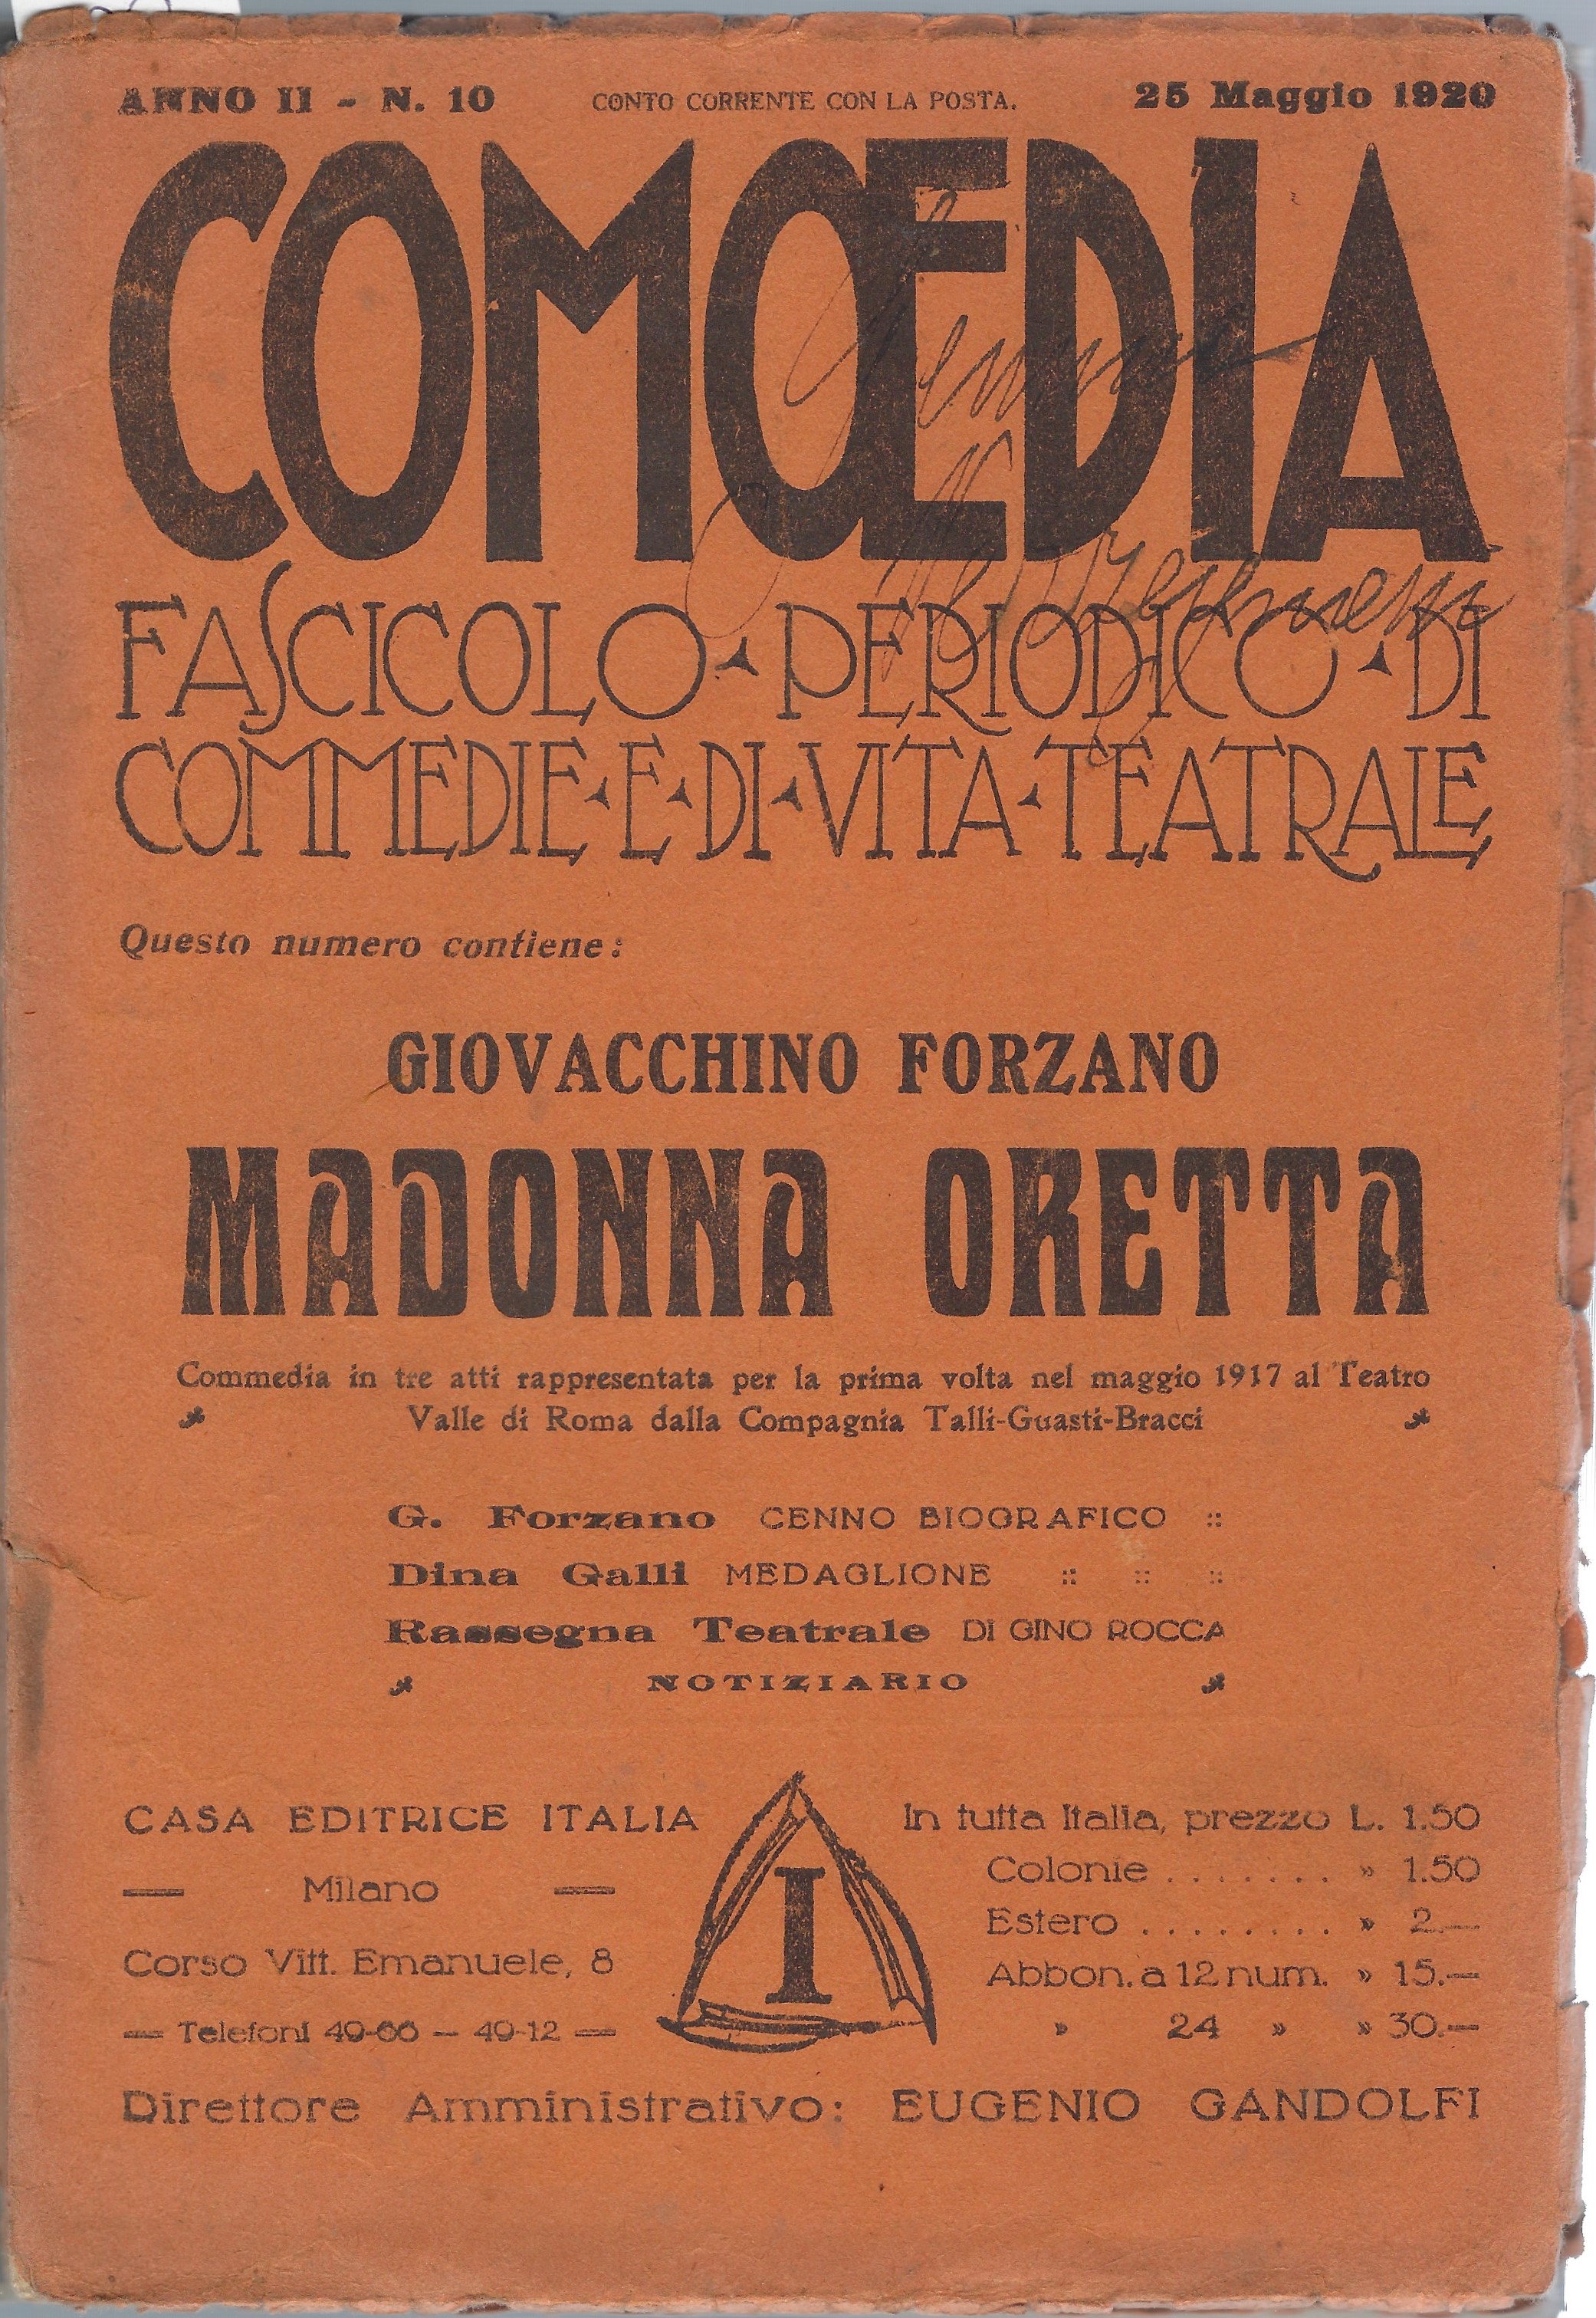 ANNO II - N. 10 CONTO CORRENTE CON LA POSTA. 25 Maggio 1920
COMŒDIA
FASCICOLO · PERIODICO · DI
COMMEDIE · E · DI · VITA · TEATRALE
Questo numero contiene:
GIOVACCHINO FORZANO
MADONNA ORETTA
Commedia in tre atti rappresentata per la prima volta nel maggio 1917 al Teatro
Valle di Roma dalla Compagnia Talli-Guasti-Bracci
G. Forzano CENNO BIOGRAFICO ::
Dina Galli MEDAGLIONE :: :: ::
Rassegna Teatrale DI GINO ROCCA
NOTIZIARIO
CASA EDITRICE ITALIA
— Milano —
Corso Vitt. Emanuele, 8
— Telefoni 40-66 — 40-12 —
I
In tutta Italia, prezzo L. 1.50
Colonie . . . . . . . » 1.50
Estero . . . . . . . . » 2.—
Abbon. a 12 num. » 15.—
» 24 » » 30.—
Direttore Amministrativo: EUGENIO GANDOLFI